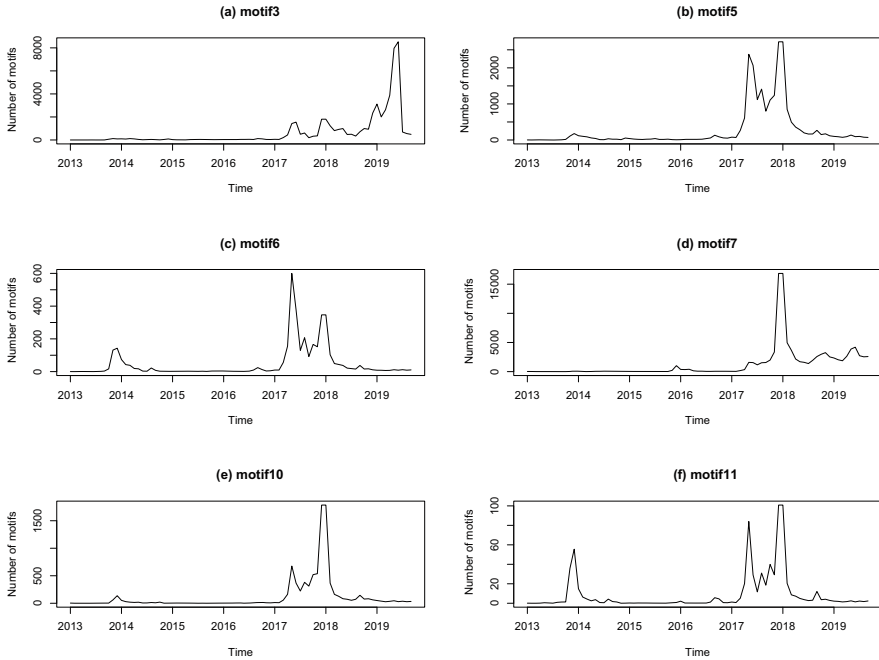 (a) motif3
Number of motifs
8000
4000
0
2013 2014 2015 2016 2017 2018 2019
Time
(b) motif5
Number of motifs
2000
1000
0
2013 2014 2015 2016 2017 2018 2019
Time
(c) motif6
Number of motifs
600
400
200
0
2013 2014 2015 2016 2017 2018 2019
Time
(d) motif7
Number of motifs
15000
5000
0
2013 2014 2015 2016 2017 2018 2019
Time
(e) motif10
Number of motifs
1500
500
0
2013 2014 2015 2016 2017 2018 2019
Time
(f) motif11
Number of motifs
100
60
20
0
2013 2014 2015 2016 2017 2018 2019
Time